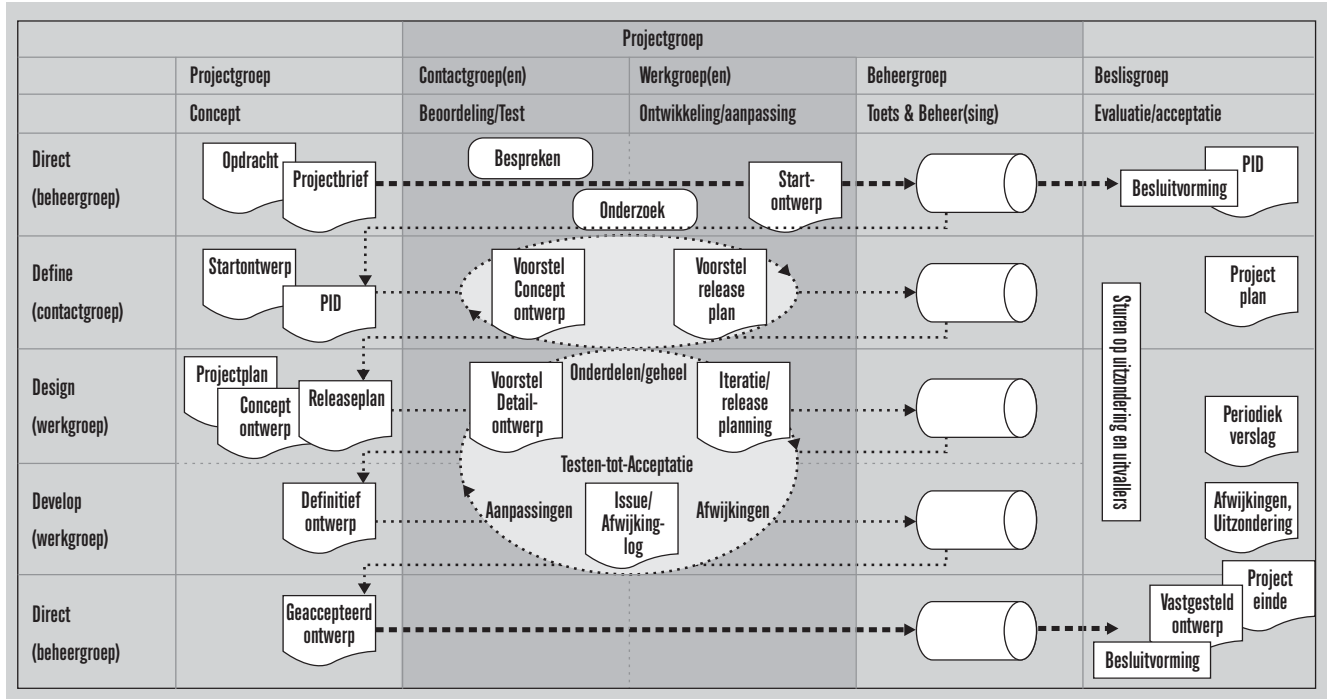 Projectgroep
Projectgroep
Contactgroep(en)
Werkgroep(en)
Beheergroep
Beslisgroep
Concept
Beoordeling/Test
Ontwikkeling/aanpassing
Toets & Beheer(sing)
Evaluatie/acceptatie
Direct
(beheergroep)
Opdracht
Projectbrief
Bespreken
Onderzoek
Start-
ontwerp
Besluitvorming
PID
Define
(contactgroep)
Startontwerp
PID
Voorstel
Concept
ontwerp
Voorstel
release
plan
Project
plan
Sturen op uitzondering en uitvallers
Design
(werkgroep)
Projectplan
Concept
ontwerp
Releaseplan
Voorstel
Detail-
ontwerp
Onderdelen/geheel
Iteratie/
release
planning
Periodiek
verslag
Testen-tot-Acceptatie
Develop
(werkgroep)
Definitief
ontwerp
Aanpassingen
Issue/
Afwijking-
log
Afwijkingen
Afwijkingen,
Uitzondering
Direct
(beheergroep)
Geaccepteerd
ontwerp
Project
einde
Vastgesteld
ontwerp
Besluitvorming